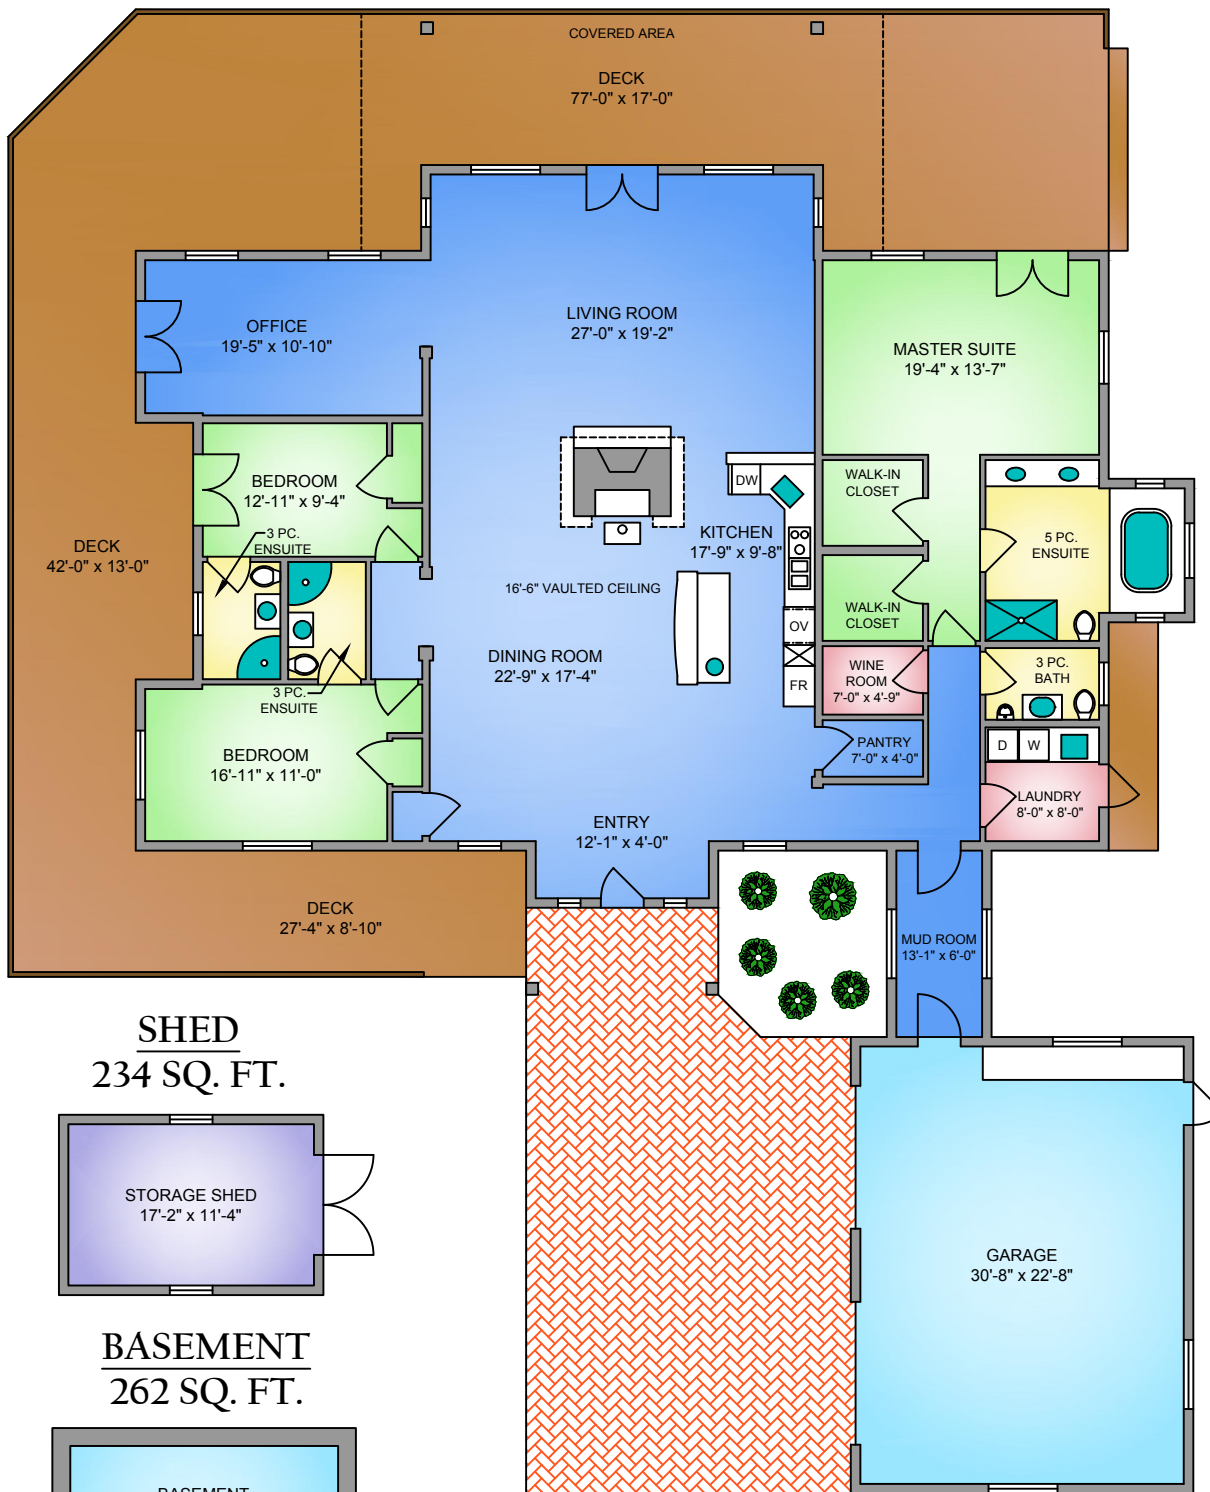 COVERED AREA
DECK
77'-0" x 17'-0"
LIVING ROOM
27'-0" x 19'-2"
OFFICE
19'-5" x 10'-10"
MASTER SUITE
19'-4" x 13'-7"
BEDROOM
12'-11" x 9'-4"
DW
WALK-IN
CLOSET
KITCHEN
17'-9" x 9'-8"
3 PC.
ENSUITE
5 PC.
ENSUITE
DECK
42'-0" x 13'-0"
16'-6" VAULTED CEILING
WALK-IN
CLOSET
OV
DINING ROOM
22'-9" x 17'-4"
FR
WINE
ROOM
7'-0" x 4'-9"
3 PC.
BATH
3 PC.
ENSUITE
BEDROOM
16'-11" x 11'-0"
PANTRY
7'-0" x 4'-0"
D
W
LAUNDRY
8'-0" x 8'-0"
ENTRY
12'-1" x 4'-0"
DECK
27'-4" x 8'-10"
MUD ROOM
13'-1" x 6'-0"
SHED
234 SQ. FT.
STORAGE SHED
17'-2" x 11'-4"
GARAGE
30'-8" x 22'-8"
BASEMENT
262 SQ. FT.
BASEMENT